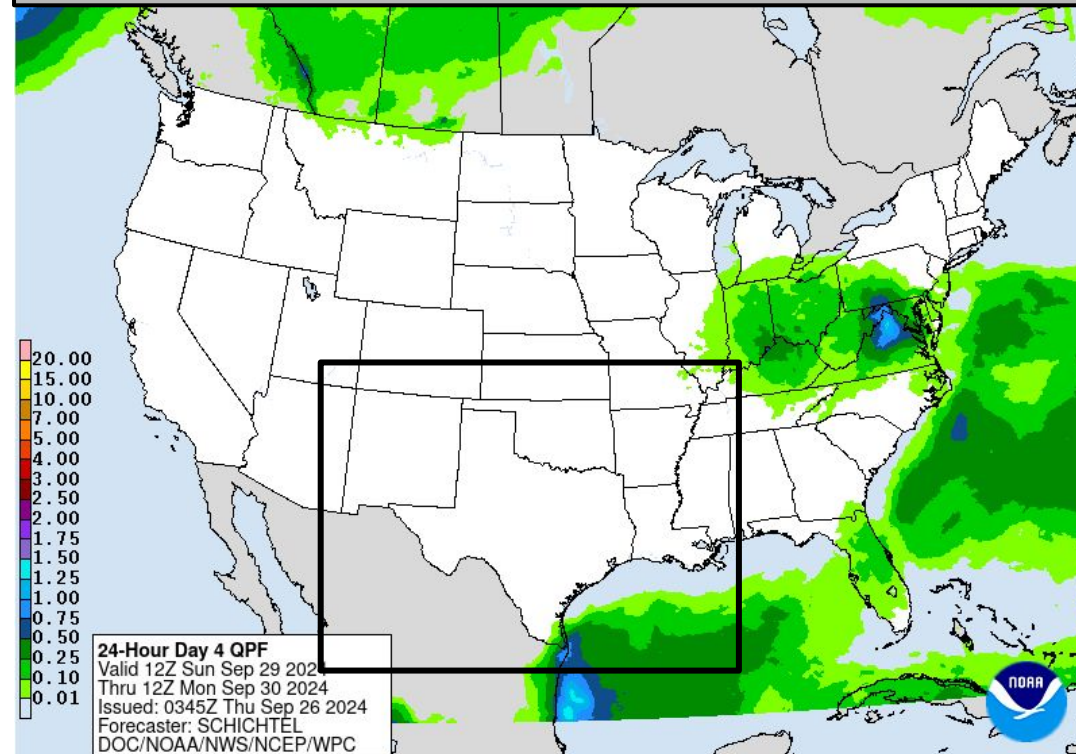 20.00
15.00
10.00
7.00
5.00
4.00
3.00
2.50
2.00
1.75
1.50
1.25
1.00
0.75
0.50
0.25
0.10
0.01
24-Hour Day 4 QPF
Valid 12Z Sun Sep 29 2024
Thru 12Z Mon Sep 30 2024
Issued: 0345Z Thu Sep 26 2024
Forecaster: SCHICHTEL
DOC/NOAA/NWS/NCEP/WPC
NOAA